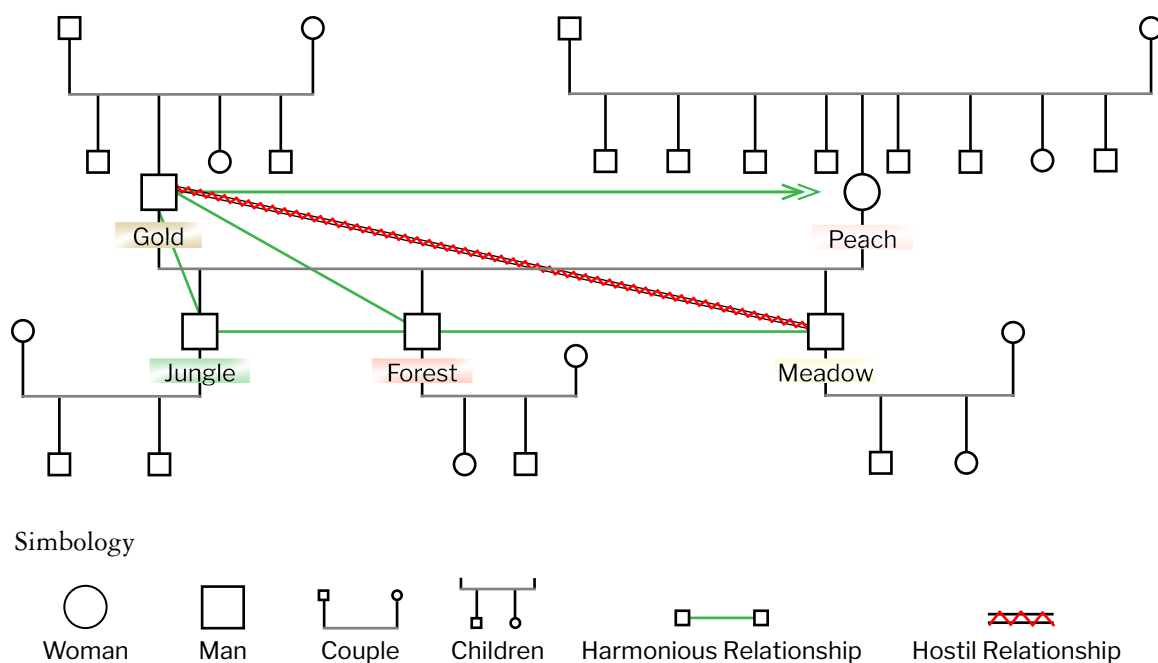 Gold
Peach
Jungle
Forest
Meadow
Simbology
Woman
Man
Couple
Children
Harmonious Relationship
Hostil Relationship